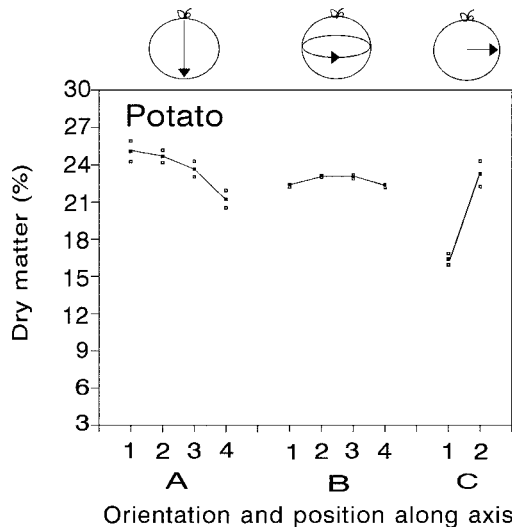 30
Potato
27
24
21
18
15
12
9
6
3
Dry matter (%)
1 2 3 4 1 2 3 4 1 2
A B C
Orientation and position along axis